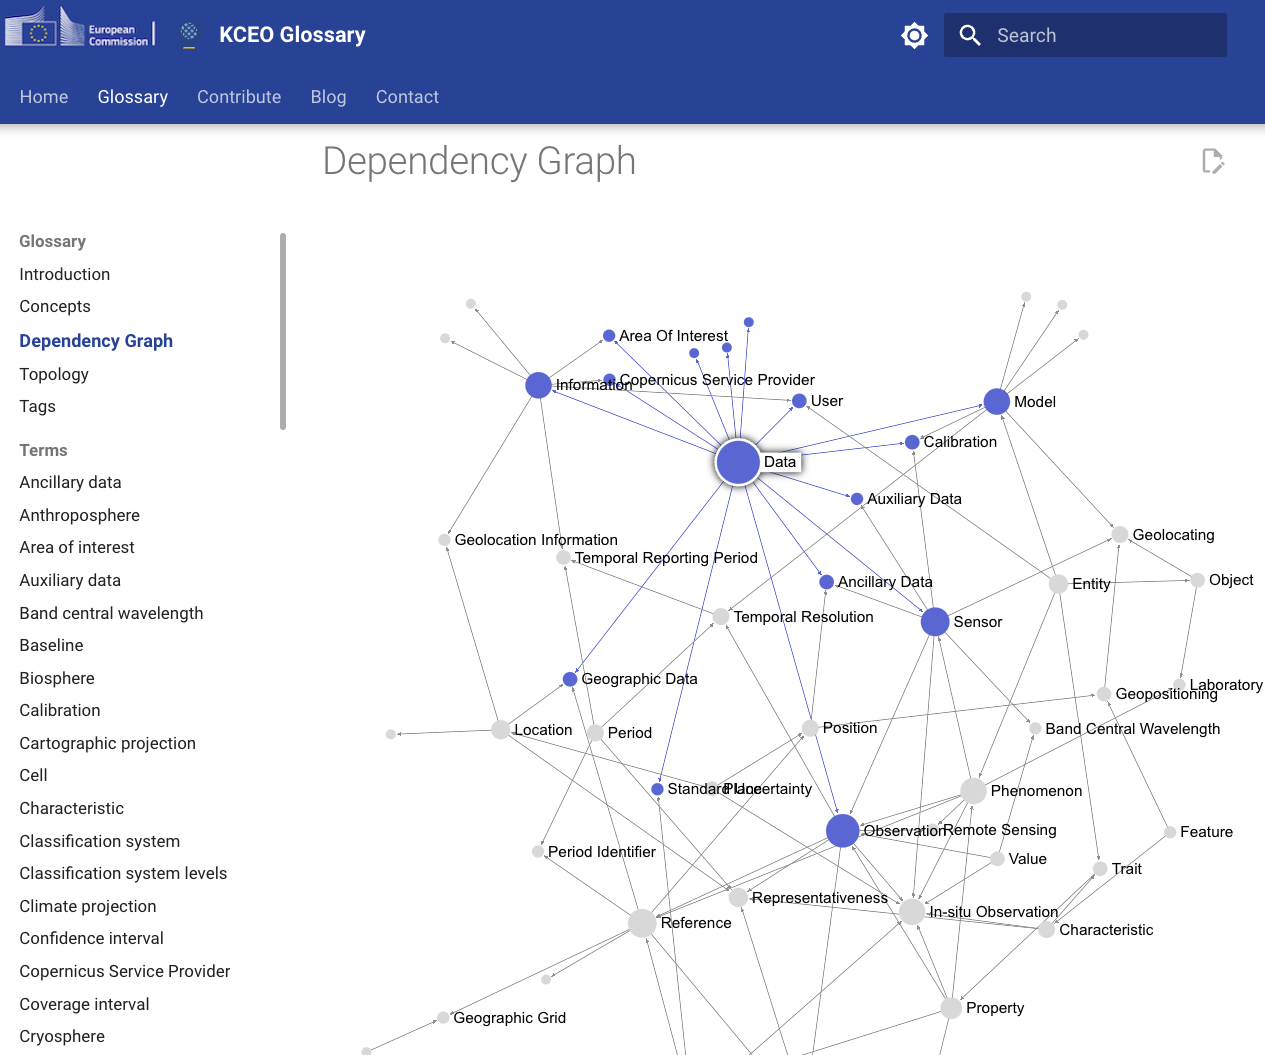 European
Commission
KCEO Glossary
Search
Home
Glossary
Contribute
Blog
Contact
Dependency Graph
Glossary
Introduction
Concepts
Dependency Graph
Topology
Tags
Terms
Ancillary data
Anthroposphere
Area of interest
Auxiliary data
Band central wavelength
Baseline
Biosphere
Calibration
Cartographic projection
Cell
Characteristic
Classification system
Classification system levels
Climate projection
Confidence interval
Copernicus Service Provider
Coverage interval
Cryosphere
Area Of Interest
Information
Copernicus Service Provider
User
Model
Calibration
Data
Auxiliary Data
Geolocation Information
Temporal Reporting Period
Geolocating
Ancillary Data
Entity
Object
Temporal Resolution
Sensor
Geographic Data
Laboratory
Geopositioning
Location
Period
Position
Band Central Wavelength
Standard Uncertainty
Place
Phenomenon
Observation
Remote Sensing
Feature
Period Identifier
Value
Trait
Representativeness
In-situ Observation
Reference
Characteristic
Property
Geographic Grid